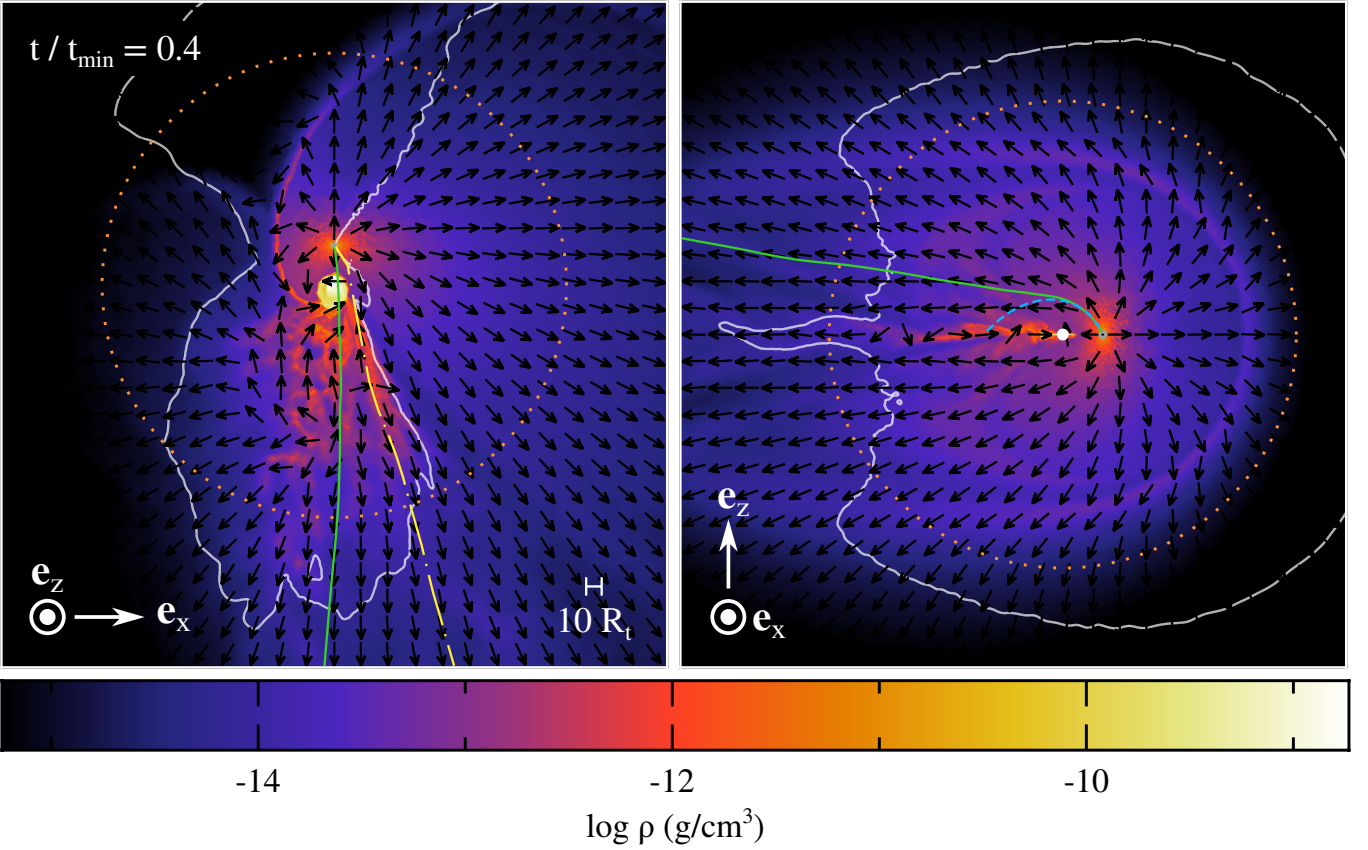 t / t_min = 0.4
e_z
e_x
10 R_t
e_z
e_x
-14
-12
-10
log ρ (g/cm³)